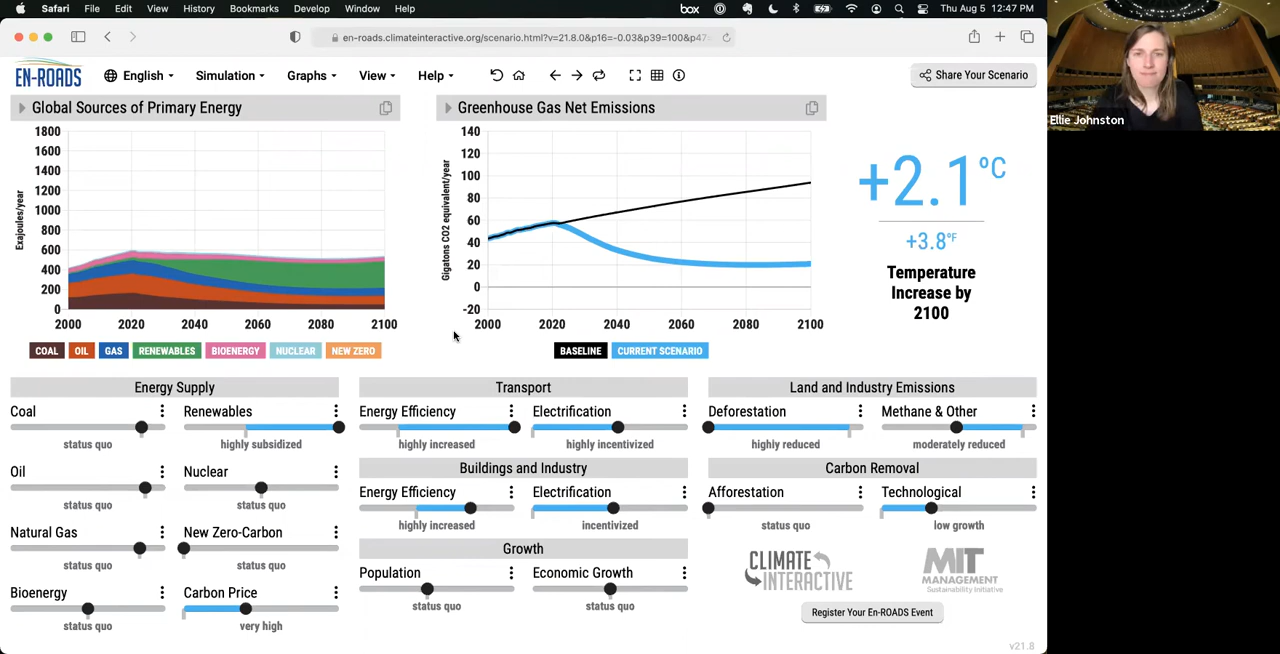 Safari File Edit View History Bookmarks Develop Window Help
box
Thu Aug 5 12:47 PM
en-roads.climateinteractive.org/scenario.html?v=21.8.0&p16=-0.03&p39=100&p47
Ellie Johnston
EN-ROADS
English Simulation Graphs View Help
Share Your Scenario
Global Sources of Primary Energy
Exajoules/year
1800
1600
1400
1200
1000
800
600
400
200
0
2000 2020 2040 2060 2080 2100
COAL OIL GAS RENEWABLES BIOENERGY NUCLEAR NEW ZERO
Greenhouse Gas Net Emissions
Gigatons CO2 equivalent/year
140
120
100
80
60
40
20
0
-20
2000 2020 2040 2060 2080 2100
BASELINE CURRENT SCENARIO
+2.1°C
+3.8°F
Temperature
Increase by
2100
Energy Supply
Coal
status quo
Renewables
highly subsidized
Oil
status quo
Nuclear
status quo
Natural Gas
status quo
New Zero-Carbon
status quo
Bioenergy
status quo
Carbon Price
very high
Transport
Energy Efficiency
highly increased
Electrification
highly incentivized
Buildings and Industry
Energy Efficiency
highly increased
Electrification
incentivized
Growth
Population
status quo
Economic Growth
status quo
Land and Industry Emissions
Deforestation
highly reduced
Methane & Other
moderately reduced
Carbon Removal
Afforestation
status quo
Technological
low growth
CLIMATE
INTERACTIVE
MIT
MANAGEMENT
Sustainability Initiative
Register Your En-ROADS Event
v21.8